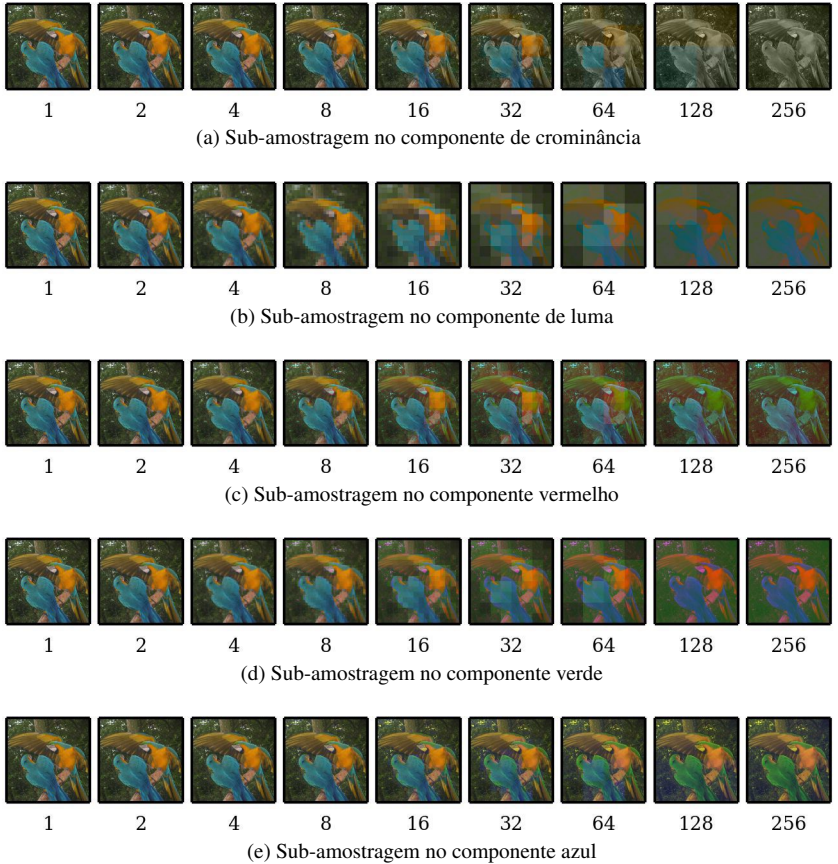 1 2 4 8 16 32 64 128 256
(a) Sub-amostragem no componente de crominância
1 2 4 8 16 32 64 128 256
(b) Sub-amostragem no componente de luma
1 2 4 8 16 32 64 128 256
(c) Sub-amostragem no componente vermelho
1 2 4 8 16 32 64 128 256
(d) Sub-amostragem no componente verde
1 2 4 8 16 32 64 128 256
(e) Sub-amostragem no componente azul